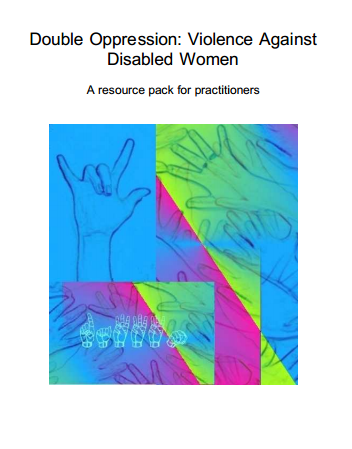 Double Oppression: Violence Against
Disabled Women
A resource pack for practitioners